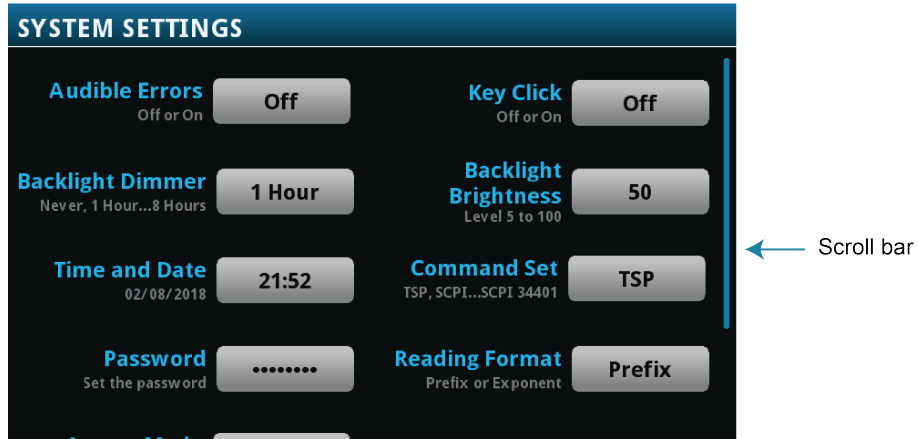 SYSTEM SETTINGS
Audible Errors
Off or On
Off
Key Click
Off or On
Off
Backlight Dimmer
Never, 1 Hour...8 Hours
1 Hour
Backlight
Brightness
Level 5 to 100
50
Scroll bar
Time and Date
02/08/2018
21:52
Command Set
TSP, SCPI...SCPI 34401
TSP
Password
Set the password
••••••••
Reading Format
Prefix or Exponent
Prefix